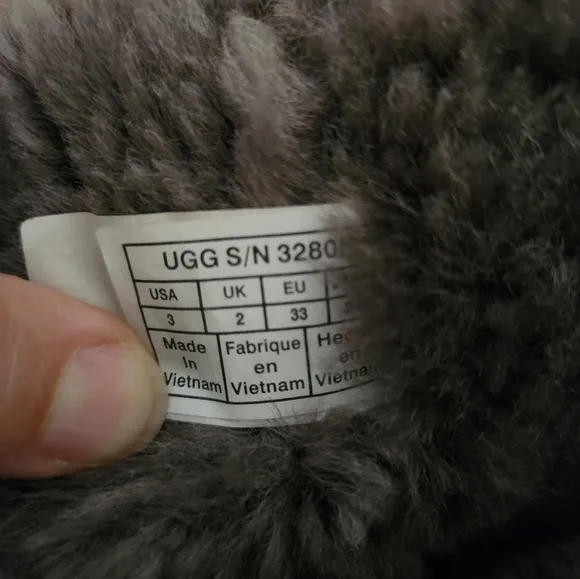 UGG S/N 3280
USA UK EU
3 2 33
Made Fabrique
in en en
Vietnam Vietnam